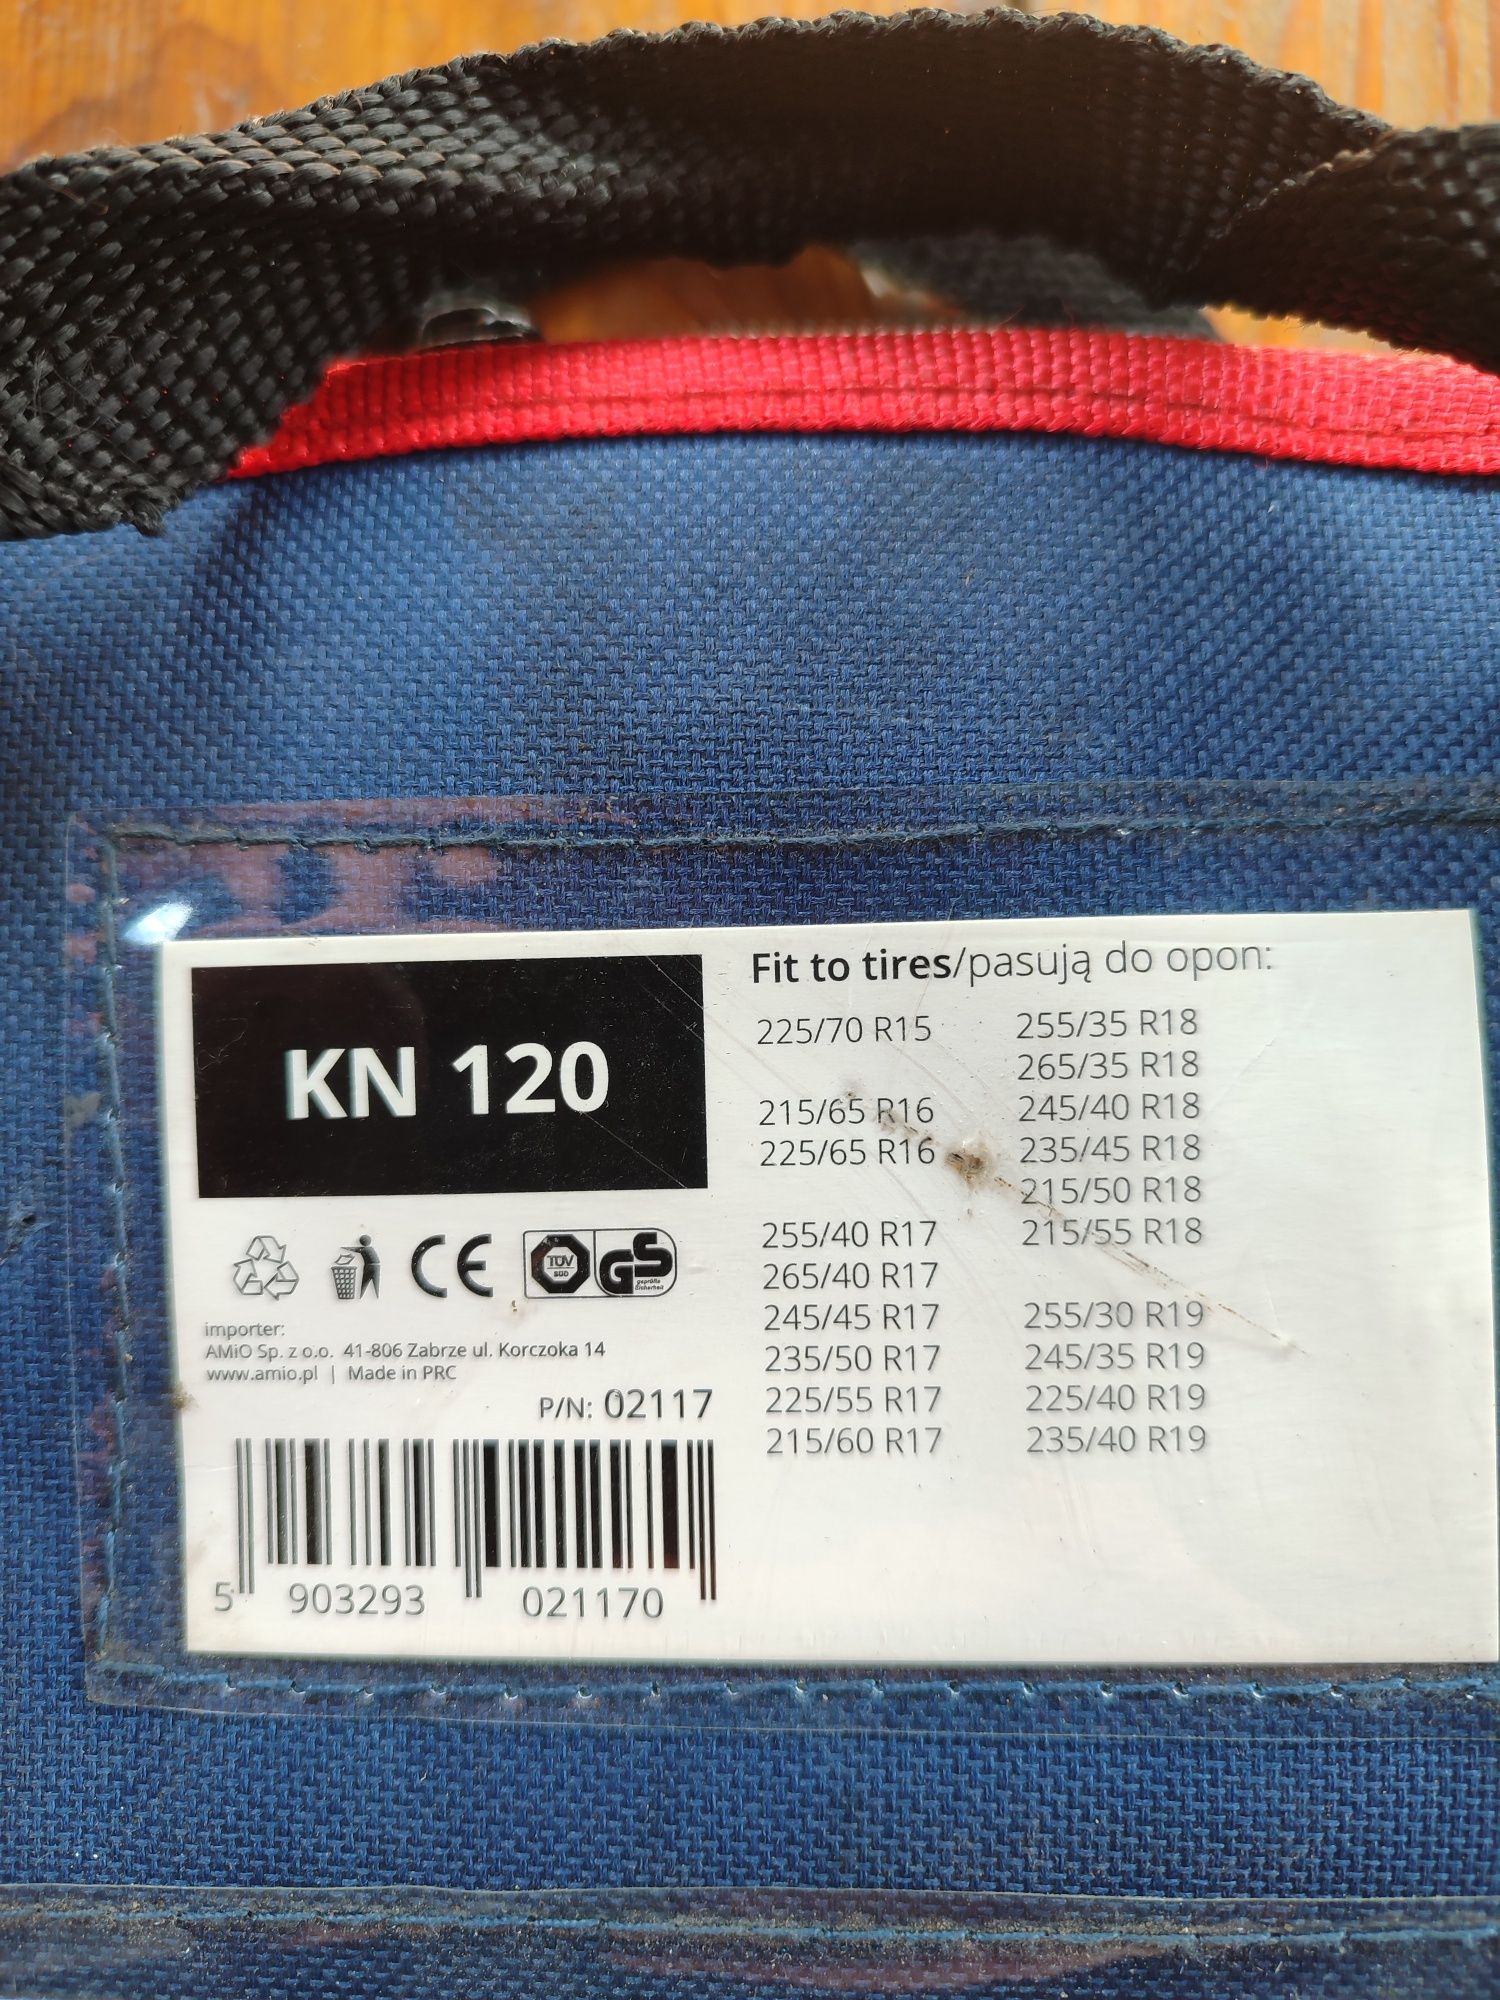 KN 120
CE
TÜV
SÜD
GS
geprüfte
Sicherheit
importer:
AMiO Sp. z o.o. 41-806 Zabrze ul. Korczoka 14
www.amio.pl | Made in PRC
P/N: 02117
5 903293 021170
Fit to tires/pasują do opon:
225/70 R15
215/65 R16
225/65 R16
255/40 R17
265/40 R17
245/45 R17
235/50 R17
225/55 R17
215/60 R17
255/35 R18
265/35 R18
245/40 R18
235/45 R18
215/50 R18
215/55 R18
255/30 R19
245/35 R19
225/40 R19
235/40 R19